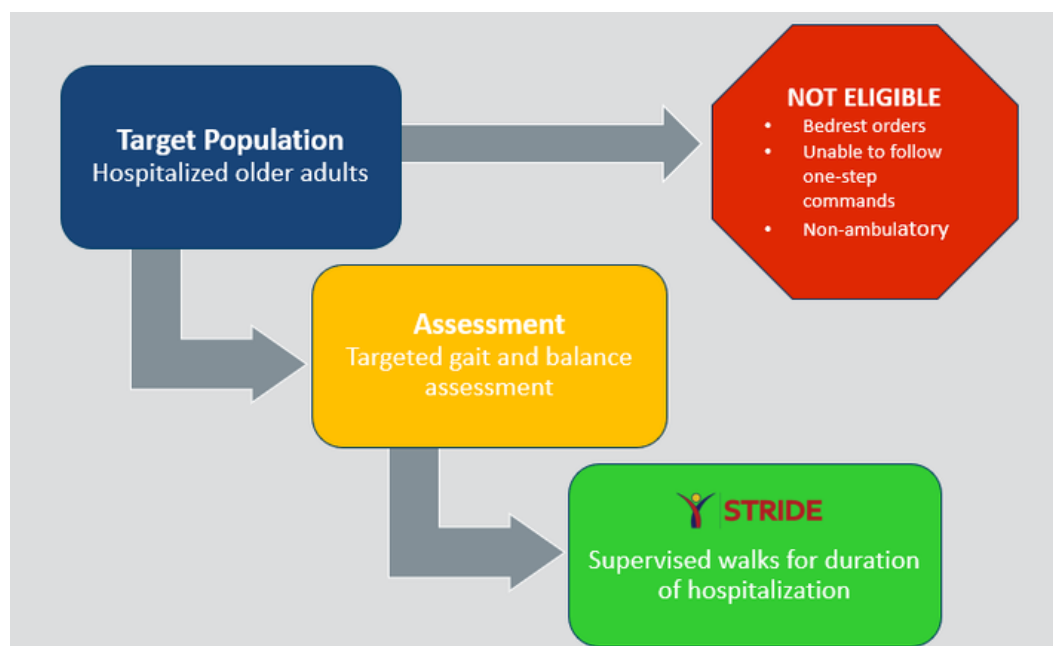 Target Population
Hospitalized older adults
NOT ELIGIBLE
• Bedrest orders
• Unable to follow
one-step
commands
• Non-ambulatory
Assessment
Targeted gait and balance
assessment
STRIDE
Supervised walks for duration
of hospitalization